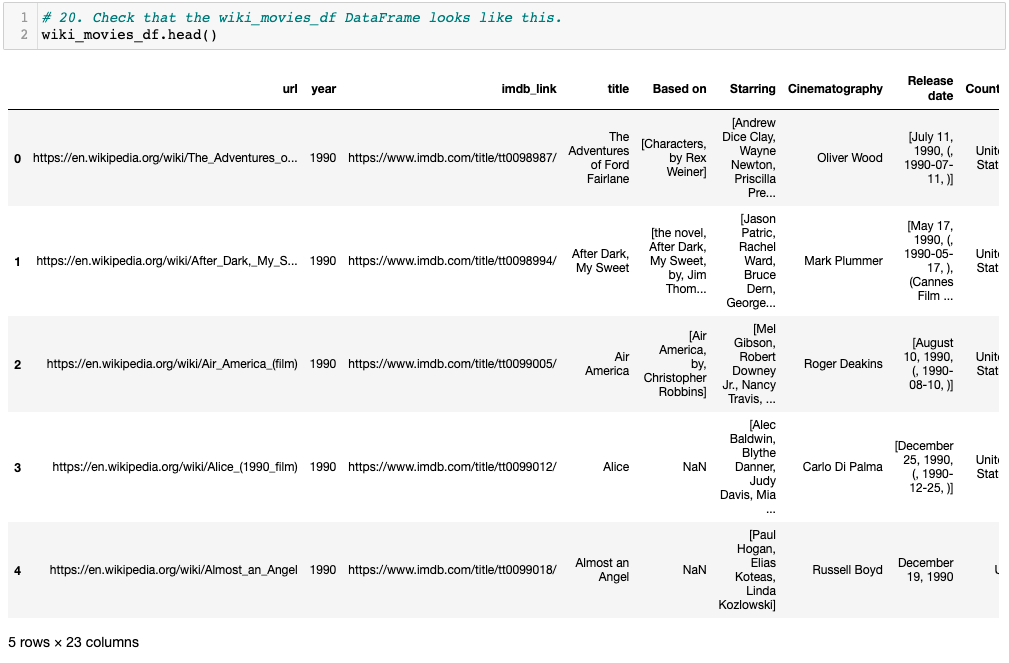 1 # 20. Check that the wiki_movies_df DataFrame looks like this.
2 wiki_movies_df.head()
url year imdb_link title Based on Starring Cinematography Release date Count
0 https://en.wikipedia.org/wiki/The_Adventures_o... 1990 https://www.imdb.com/title/tt0098987/ The Adventures of Ford Fairlane [Characters, by Rex Weiner] [Andrew Dice Clay, Wayne Newton, Priscilla Pre... Oliver Wood [July 11, 1990, (, 1990-07-11, )] Unite Stat
1 https://en.wikipedia.org/wiki/After_Dark,_My_S... 1990 https://www.imdb.com/title/tt0098994/ After Dark, My Sweet [the novel, After Dark, My Sweet, by, Jim Thom... [Jason Patric, Rachel Ward, Bruce Dern, George... Mark Plummer [May 17, 1990, (, 1990-05-17, ), (Cannes Film ... Unite Stat
2 https://en.wikipedia.org/wiki/Air_America_(film) 1990 https://www.imdb.com/title/tt0099005/ Air America [Air America, by, Christopher Robbins] [Mel Gibson, Robert Downey Jr., Nancy Travis, ... Roger Deakins [August 10, 1990, (, 1990-08-10, )] Unite Stat
3 https://en.wikipedia.org/wiki/Alice_(1990_film) 1990 https://www.imdb.com/title/tt0099012/ Alice NaN [Alec Baldwin, Blythe Danner, Judy Davis, Mia ... Carlo Di Palma [December 25, 1990, (, 1990-12-25, )] Unite Stat
4 https://en.wikipedia.org/wiki/Almost_an_Angel 1990 https://www.imdb.com/title/tt0099018/ Almost an Angel NaN [Paul Hogan, Elias Koteas, Linda Kozlowski] Russell Boyd December 19, 1990
5 rows × 23 columns